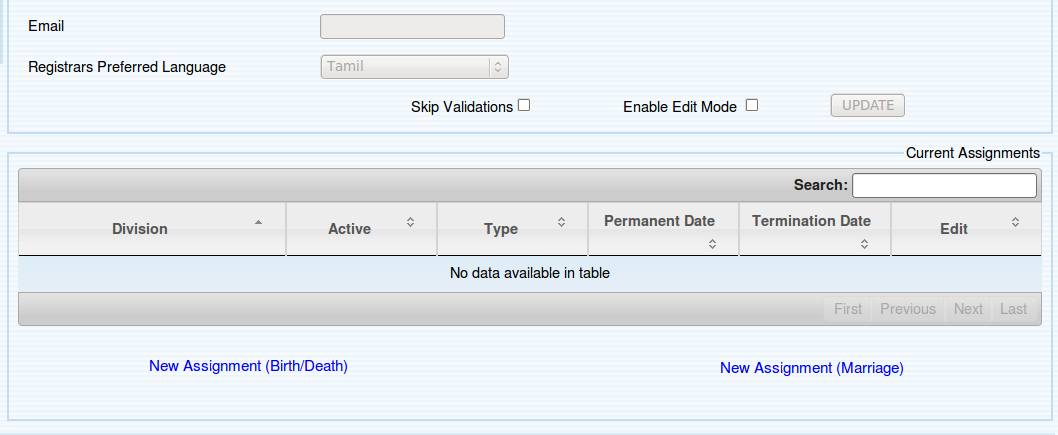 Email
Registrars Preferred Language Tamil
Skip Validations Enable Edit Mode UPDATE
Current Assignments
Search:
Division Active Type Permanent Date Termination Date Edit
No data available in table
First Previous Next Last
New Assignment (Birth/Death) New Assignment (Marriage)